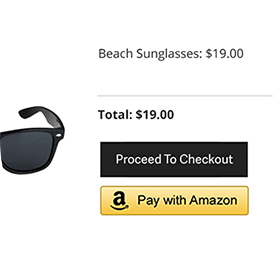 Beach Sunglasses: $19.00
Total: $19.00
Proceed To Checkout
a Pay with Amazon